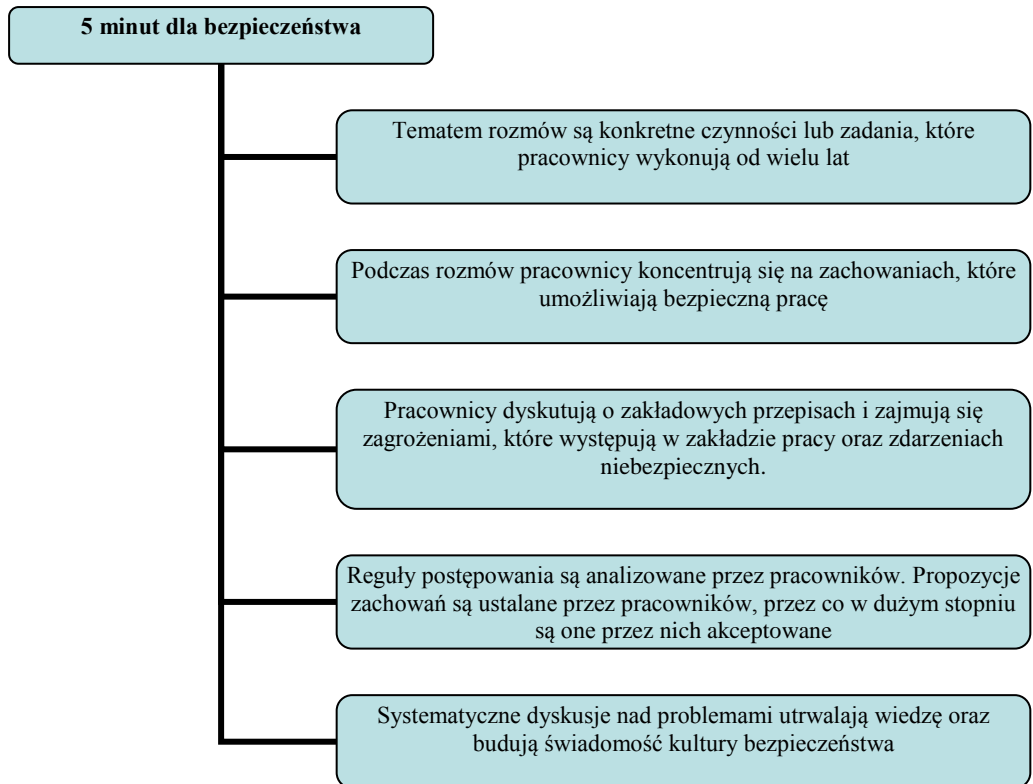 5 minut dla bezpieczeństwa
Tematem rozmów są konkretne czynności lub zadania, które
pracownicy wykonują od wielu lat
Podczas rozmów pracownicy koncentrują się na zachowaniach, które
umożliwiają bezpieczną pracę
Pracownicy dyskutują o zakładowych przepisach i zajmują się
zagrożeniami, które występują w zakładzie pracy oraz zdarzeniach
niebezpiecznych.
Reguły postępowania są analizowane przez pracowników. Propozycje
zachowań są ustalane przez pracowników, przez co w dużym stopniu
są one przez nich akceptowane
Systematyczne dyskusje nad problemami utrwalają wiedzę oraz
budują świadomość kultury bezpieczeństwa